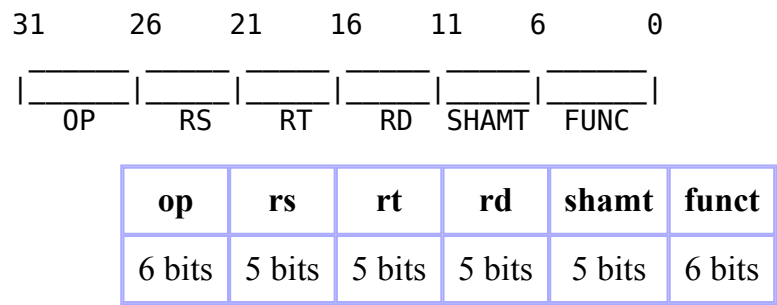 31 26 21 16 11 6 0
OP RS RT RD SHAMT FUNC
op rs rt rd shamt funct
6 bits 5 bits 5 bits 5 bits 5 bits 6 bits